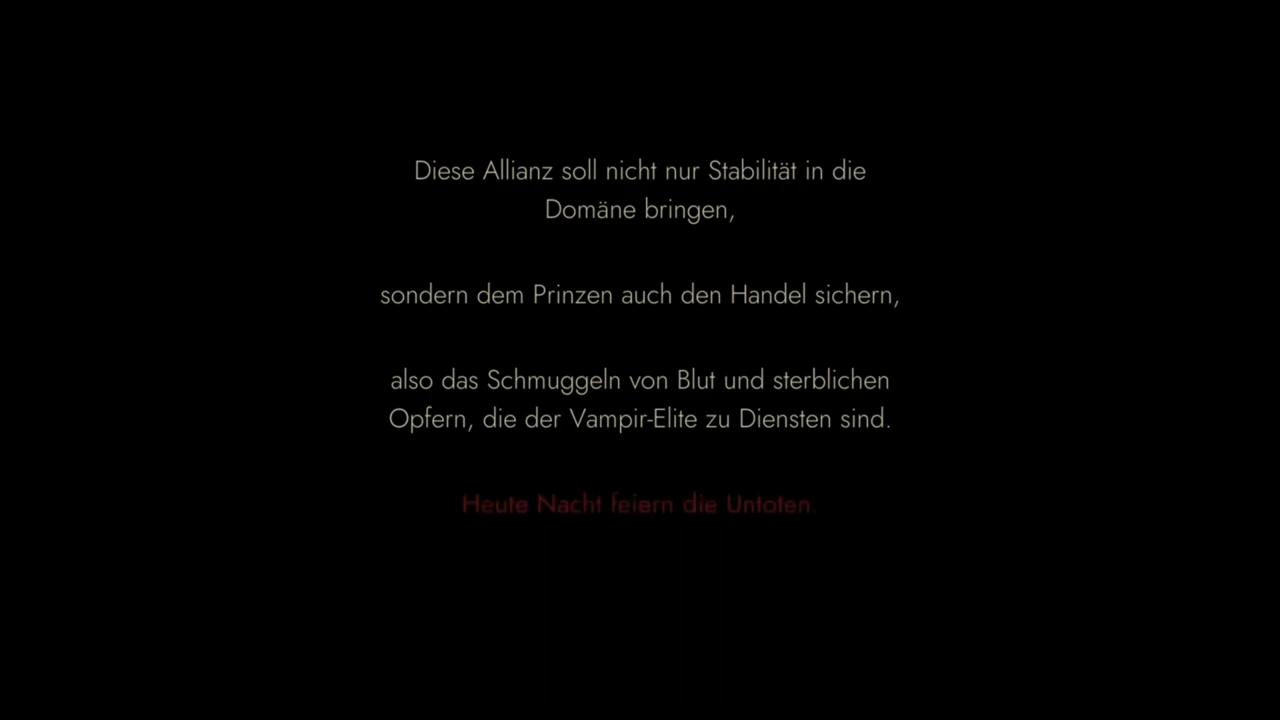 Diese Allianz soll nicht nur Stabilität in die
Domäne bringen,
sondern dem Prinzen auch den Handel sichern,
also das Schmuggeln von Blut und sterblichen
Opfern, die der Vampir-Elite zu Diensten sind.
Heute Nacht feiern die Untoten.